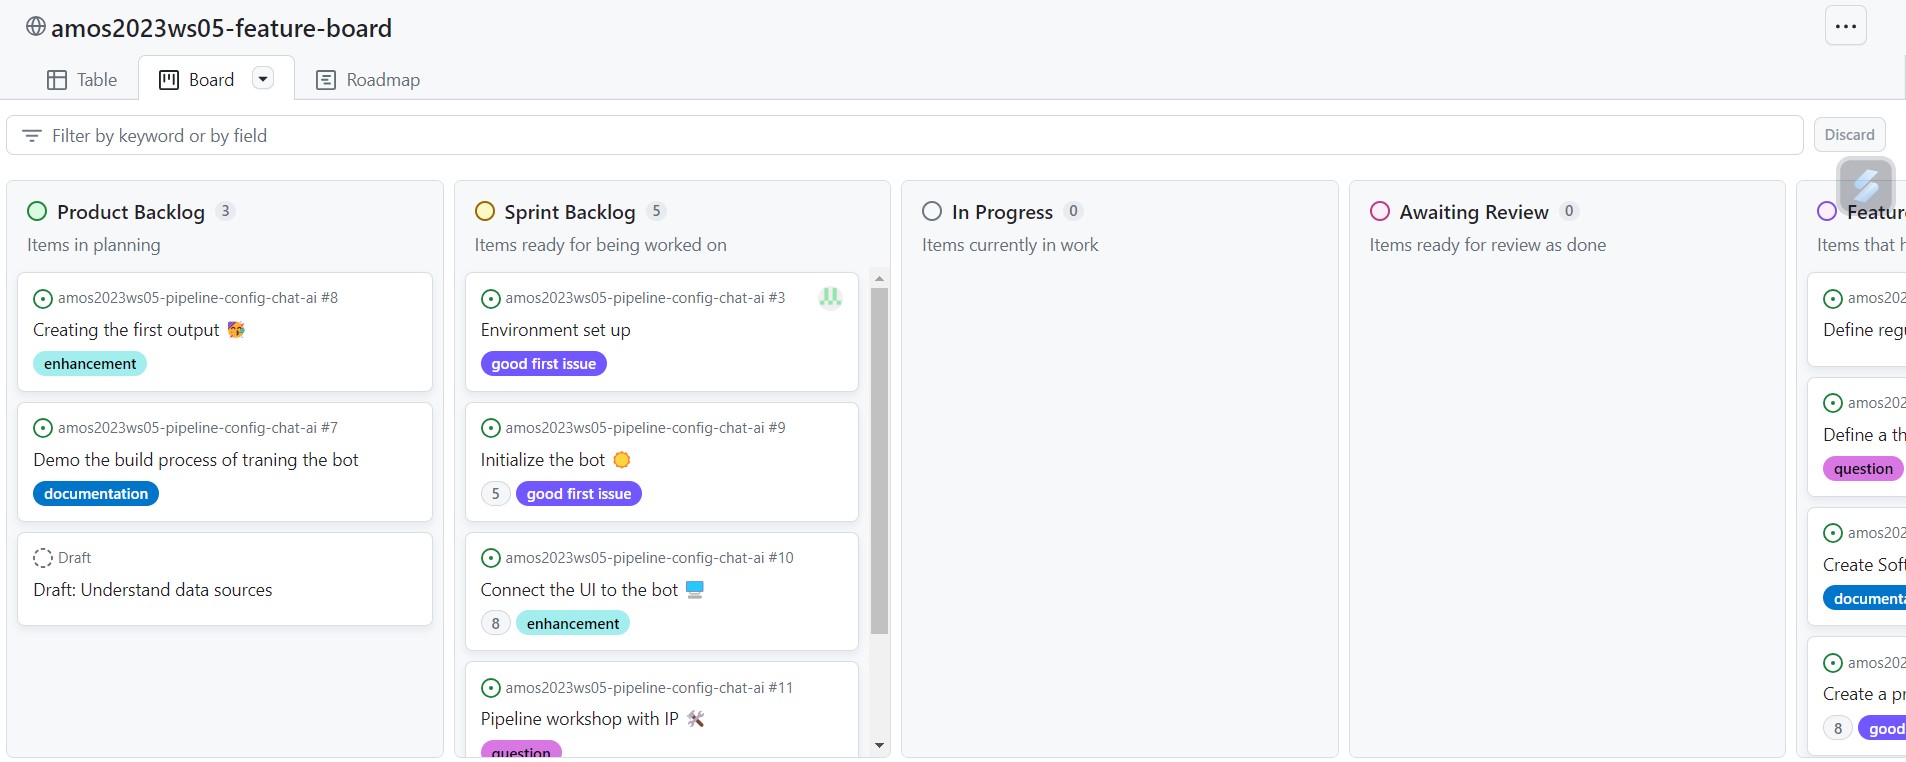 amos2023ws05-feature-board
Table
Board
Roadmap
Filter by keyword or by field
Discard
Product Backlog 3
Items in planning
amos2023ws05-pipeline-config-chat-ai #8
Creating the first output
enhancement
amos2023ws05-pipeline-config-chat-ai #7
Demo the build process of traning the bot
documentation
Draft
Draft: Understand data sources
Sprint Backlog 5
Items ready for being worked on
amos2023ws05-pipeline-config-chat-ai #3
Environment set up
good first issue
amos2023ws05-pipeline-config-chat-ai #9
Initialize the bot
5 good first issue
amos2023ws05-pipeline-config-chat-ai #10
Connect the UI to the bot
8 enhancement
amos2023ws05-pipeline-config-chat-ai #11
Pipeline workshop with IP
question
In Progress 0
Items currently in work
Awaiting Review 0
Items ready for review as done
Featur
Items that h
amos202
Define regu
amos202
Define a th
question
amos202
Create Soft
documenta
amos202
Create a pr
8 good